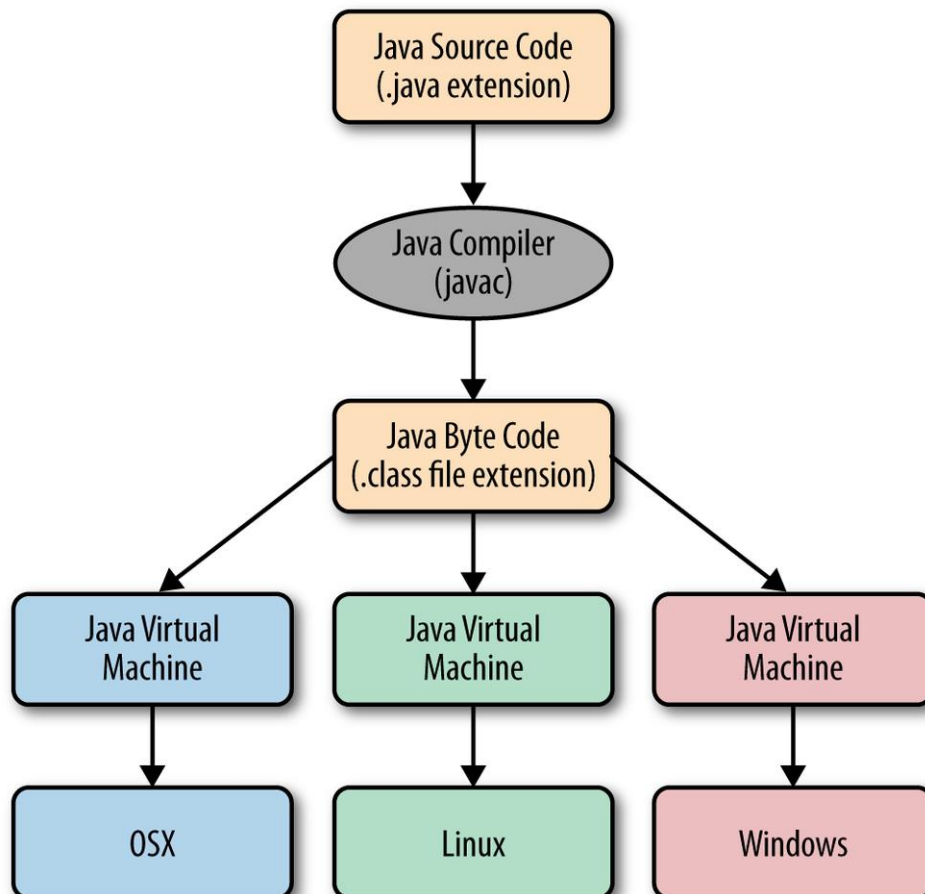 Java Source Code
(.java extension)
Java Compiler
(javac)
Java Byte Code
(.class file extension)
Java Virtual
Machine
Java Virtual
Machine
Java Virtual
Machine
OSX
Linux
Windows